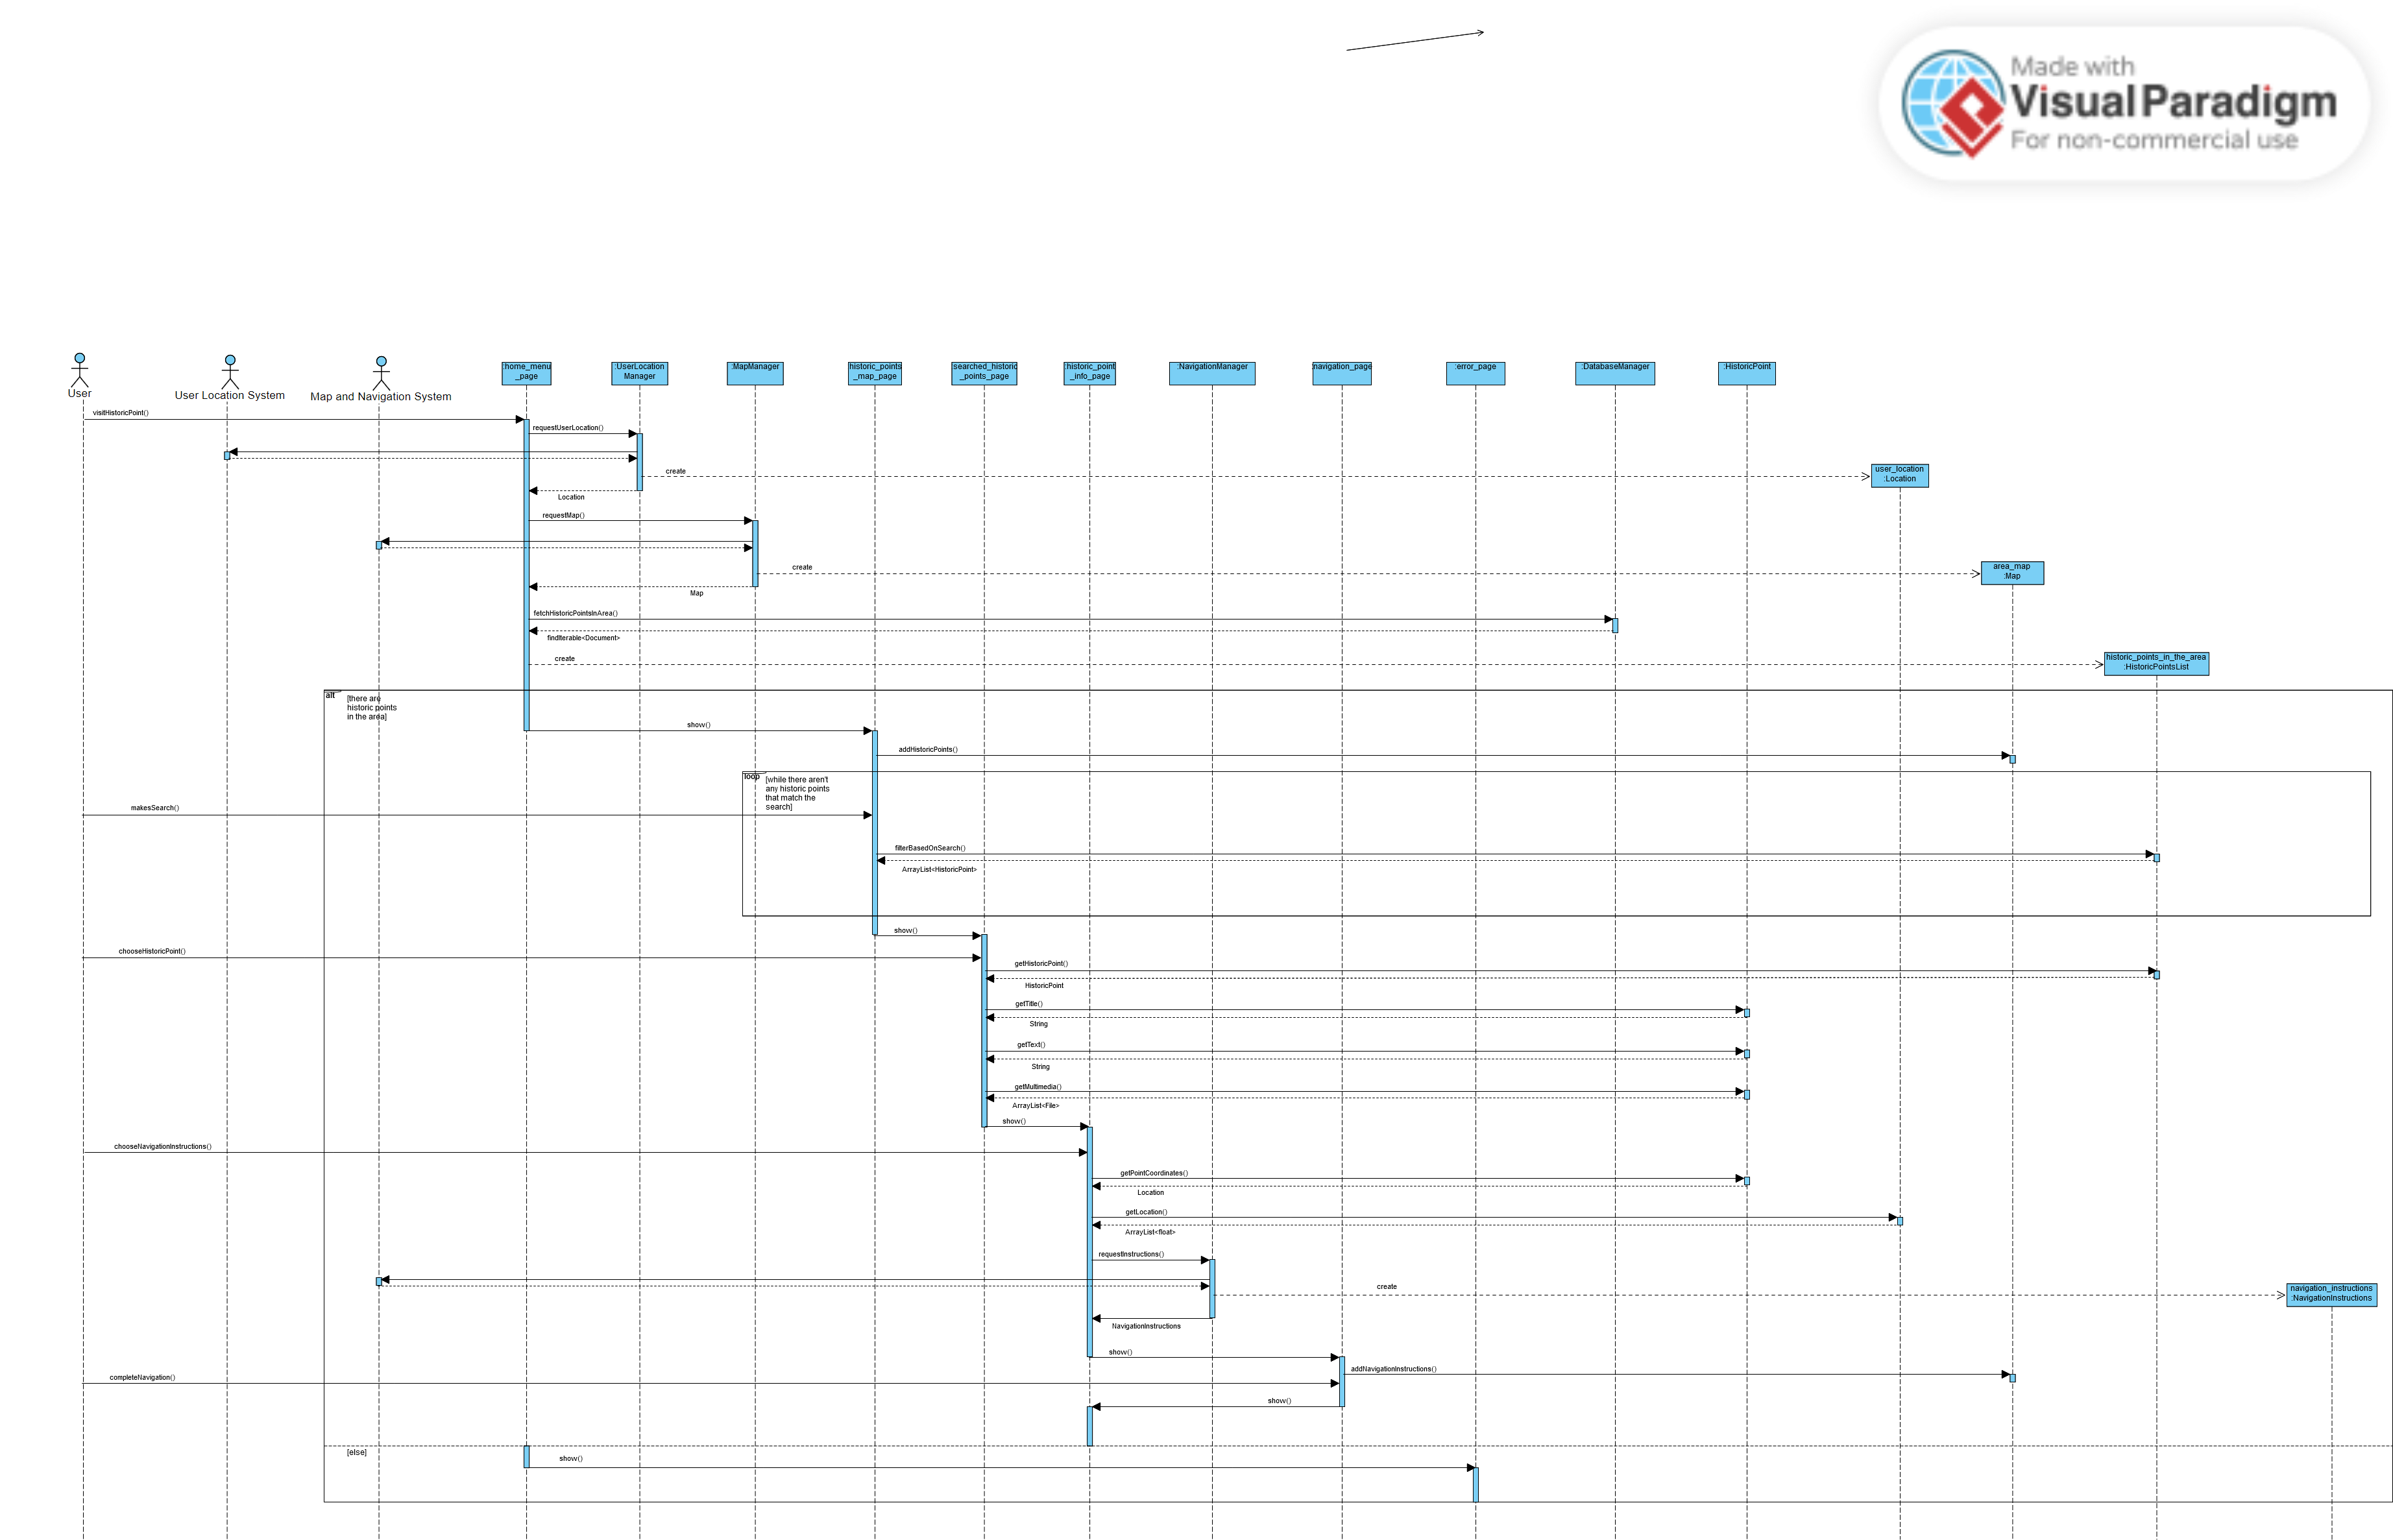 Made with
Visual Paradigm
For non-commercial use
User
User Location System
Map and Navigation System
:home_menu
_page
:UserLocation
Manager
:MapManager
historic_points
_map_page
searched_historic
_points_page
:historic_point
_info_page
:NavigationManager
:navigation_page
:error_page
:DatabaseManager
:HistoricPoint
visitHistoricPoint()
requestUserLocation()
create
user_location
:Location
Location
requestMap()
create
area_map
:Map
Map
fetchHistoricPointsInArea()
findIterable<Document>
create
historic_points_in_the_area
:HistoricPointsList
alt
[there are
historic points
in the area]
show()
addHistoricPoints()
loop
[while there aren't
any historic points
that match the
search]
makesSearch()
filterBasedOnSearch()
ArrayList<HistoricPoint>
show()
chooseHistoricPoint()
getHistoricPoint()
HistoricPoint
getTitle()
String
getText()
String
getMultimedia()
ArrayList<File>
show()
chooseNavigationInstructions()
getPointCoordinates()
Location
getLocation()
ArrayList<float>
requestInstructions()
create
navigation_instructions
:NavigationInstructions
NavigationInstructions
show()
addNavigationInstructions()
completeNavigation()
show()
[else]
show()